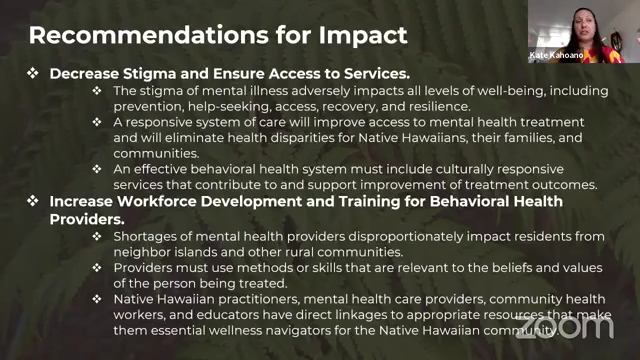 Recommendations for Impact
Kate Kahoano
❖ Decrease Stigma and Ensure Access to Services.
❖ The stigma of mental illness adversely impacts all levels of well-being, including
prevention, help-seeking, access, recovery, and resilience.
❖ A responsive system of care will improve access to mental health treatment
and will eliminate health disparities for Native Hawaiians, their families, and
communities.
❖ An effective behavioral health system must include culturally responsive
services that contribute to and support improvement of treatment outcomes.
❖ Increase Workforce Development and Training for Behavioral Health
Providers.
❖ Shortages of mental health providers disproportionately impact residents from
neighbor islands and other rural communities.
❖ Providers must use methods or skills that are relevant to the beliefs and values
of the person being treated.
❖ Native Hawaiian practitioners, mental health care providers, community health
workers, and educators have direct linkages to appropriate resources that make
them essential wellness navigators for the Native Hawaiian community.
zoom